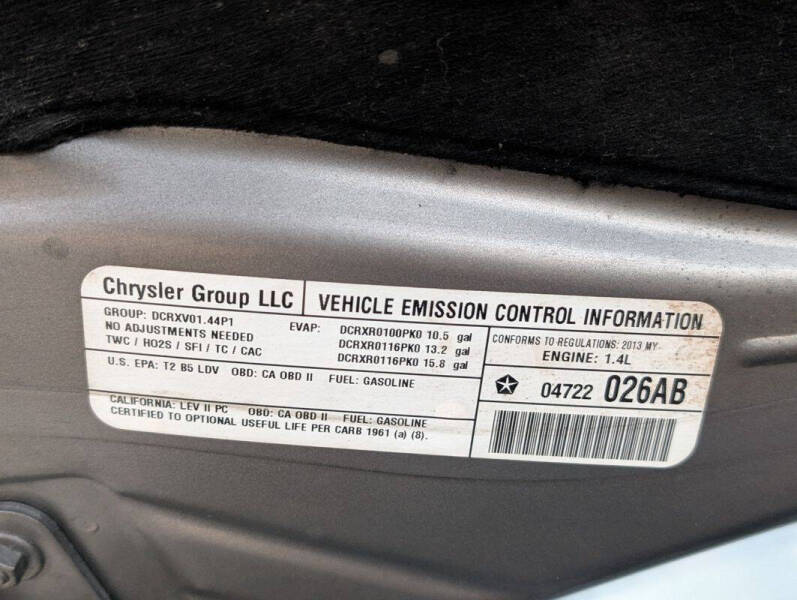 Chrysler Group LLC
VEHICLE EMISSION CONTROL INFORMATION
GROUP: DCRXV01.44P1
NO ADJUSTMENTS NEEDED
TWC / HO2S / SFI / TC / CAC
EVAP: DCRXR0100PK0 10.5 gal
DCRXR0116PK0 13.2 gal
DCRXR0116PK0 15.8 gal
CONFORMS TO REGULATIONS: 2013 MY
ENGINE: 1.4L
U.S. EPA: T2 B5 LDV OBD: CA OBD II FUEL: GASOLINE
04722 026AB
CALIFORNIA: LEV II PC OBD: CA OBD II FUEL: GASOLINE
CERTIFIED TO OPTIONAL USEFUL LIFE PER CARB 1961 (a) (8).